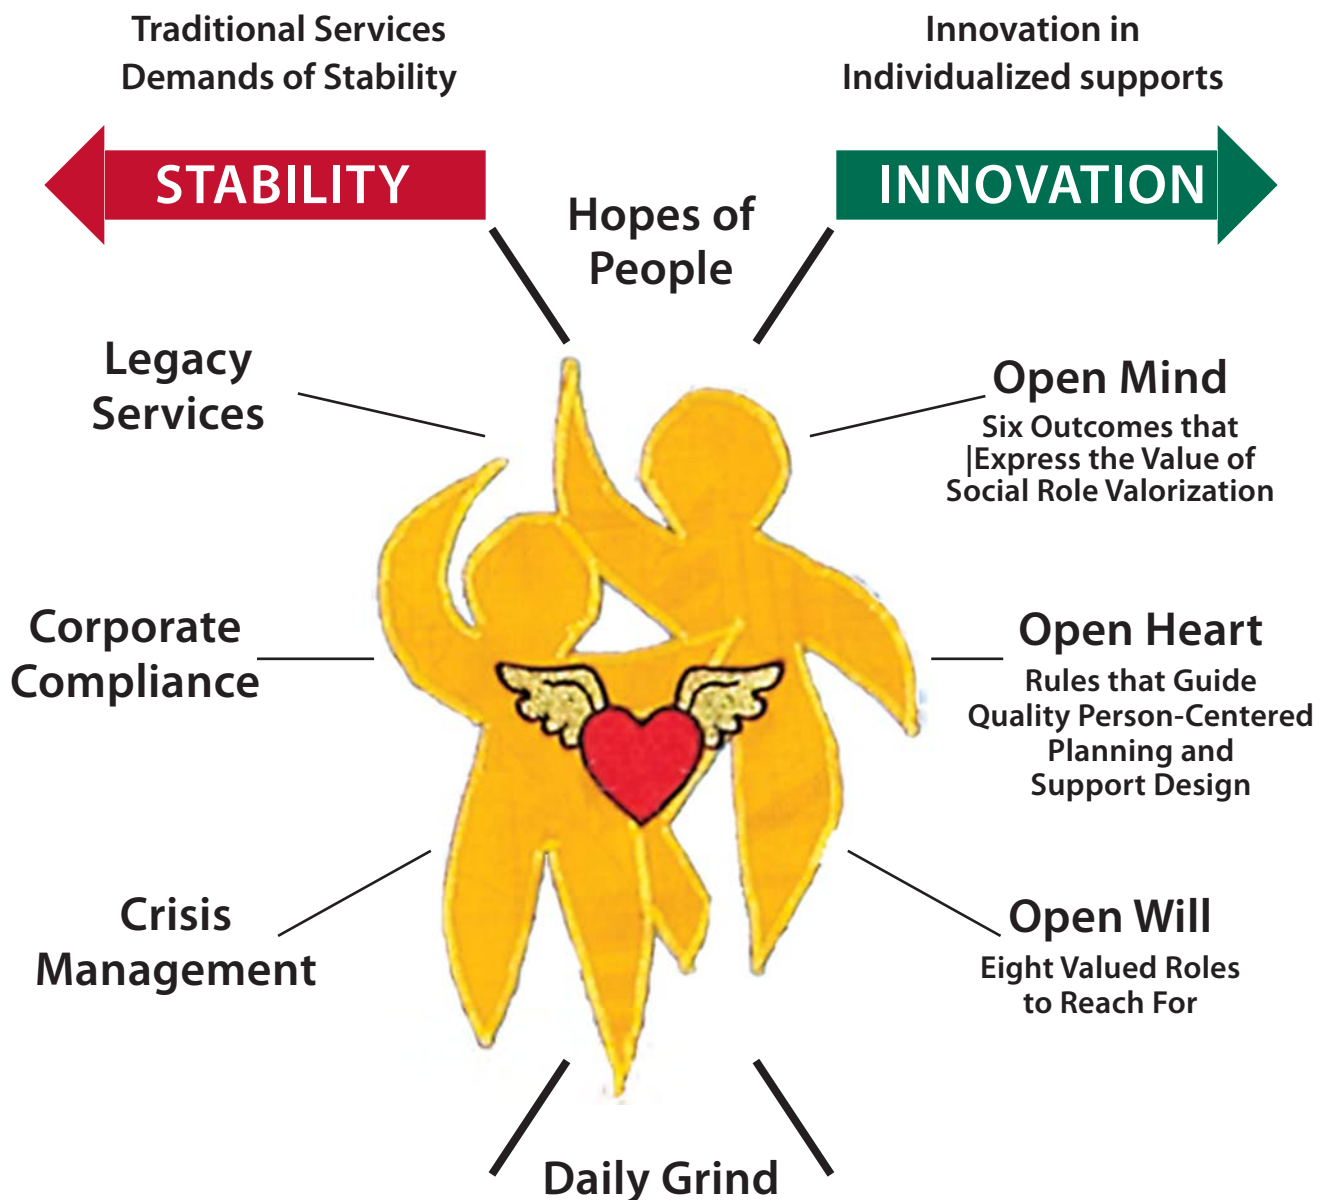 Traditional Services
Demands of Stability
Innovation in
Individualized supports
STABILITY
INNOVATION
Hopes of
People
Legacy
Services
Open Mind
Six Outcomes that
|Express the Value of
Social Role Valorization
Corporate
Compliance
Open Heart
Rules that Guide
Quality Person-Centered
Planning and
Support Design
Crisis
Management
Open Will
Eight Valued Roles
to Reach For
Daily Grind